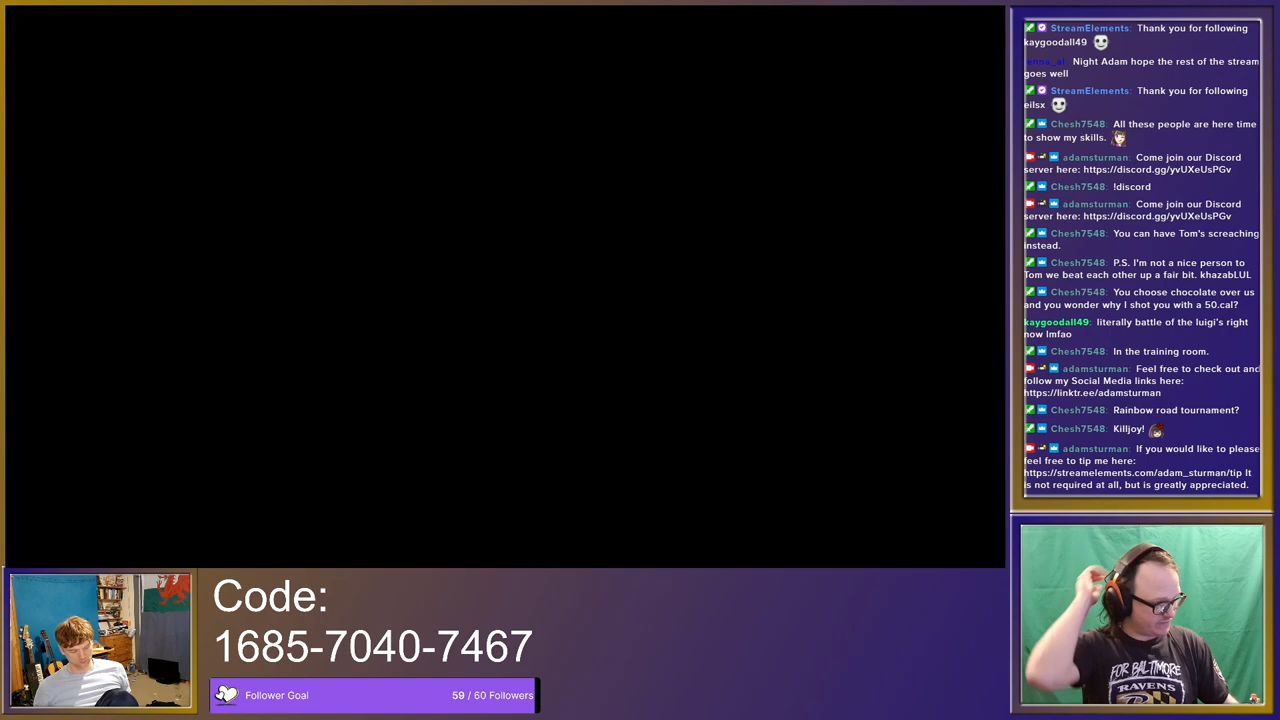 StreamElements: Thank you for following
kaygoodall49
Night Adam hope the rest of the stream
goes well
StreamElements: Thank you for following
eilsx
Chesh7548: All these people are here time
to show my skills.
adamsturman: Come join our Discord
server here: https://discord.gg/yvUXeUsPGv
Chesh7548: !discord
adamsturman: Come join our Discord
server here: https://discord.gg/yvUXeUsPGv
Chesh7548: You can have Tom's screaching
instead.
Chesh7548: P.S. I'm not a nice person to
Tom we beat each other up a fair bit. khazabLUL
Chesh7548: You choose chocolate over us
and you wonder why I shot you with a 50.cal?
kaygoodall49: literally battle of the luigi's right
now lmfao
Chesh7548: In the training room.
adamsturman: Feel free to check out and
follow my Social Media links here:
https://linktr.ee/adamsturman
Chesh7548: Rainbow road tournament?
Chesh7548: Killjoy!
adamsturman: If you would like to please
feel free to tip me here:
https://streamelements.com/adam_sturman/tip It
is not required at all, but is greatly appreciated.
Code:
1685-7040-7467
Follower Goal
59 / 60 Followers
FOR BALTIMORE
RAVENS